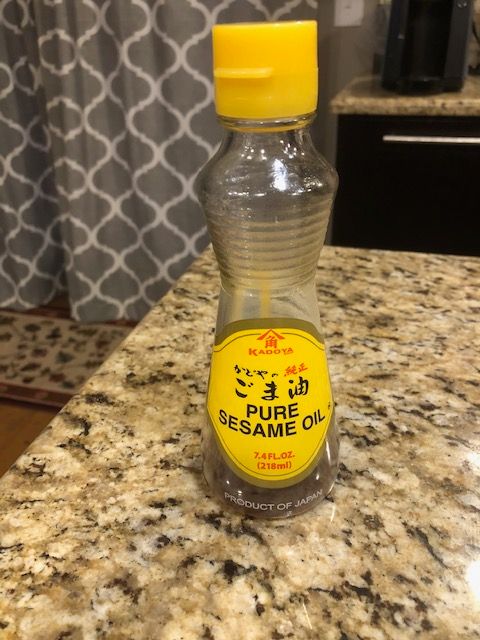 角
KADOYA
かどやの 純正
ごま油
PURE
SESAME OIL®
7.4 FL.OZ.
(218ml)
PRODUCT OF JAPAN